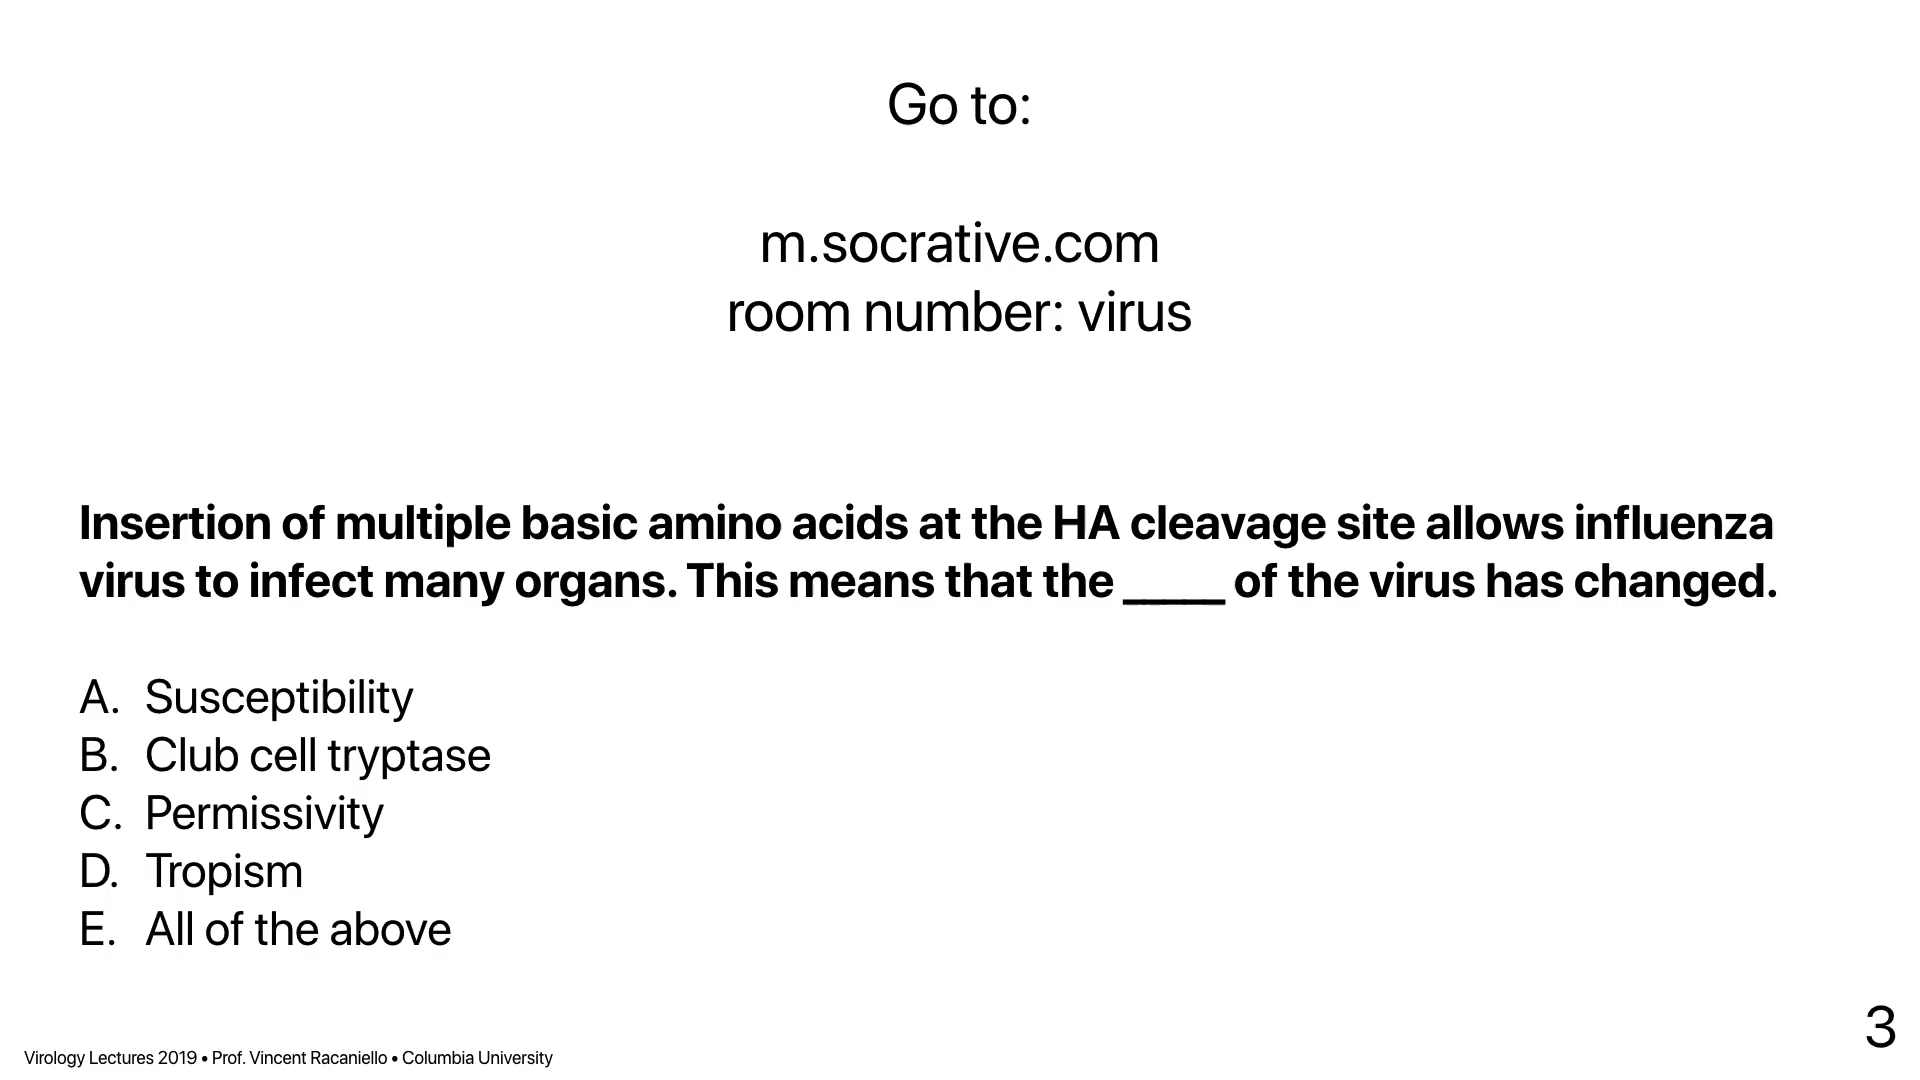 Go to:
m.socrative.com
room number: virus
Insertion of multiple basic amino acids at the HA cleavage site allows influenza
virus to infect many organs. This means that the _____ of the virus has changed.
A. Susceptibility
B. Club cell tryptase
C. Permissivity
D. Tropism
E. All of the above
3
Virology Lectures 2019 • Prof. Vincent Racaniello • Columbia University